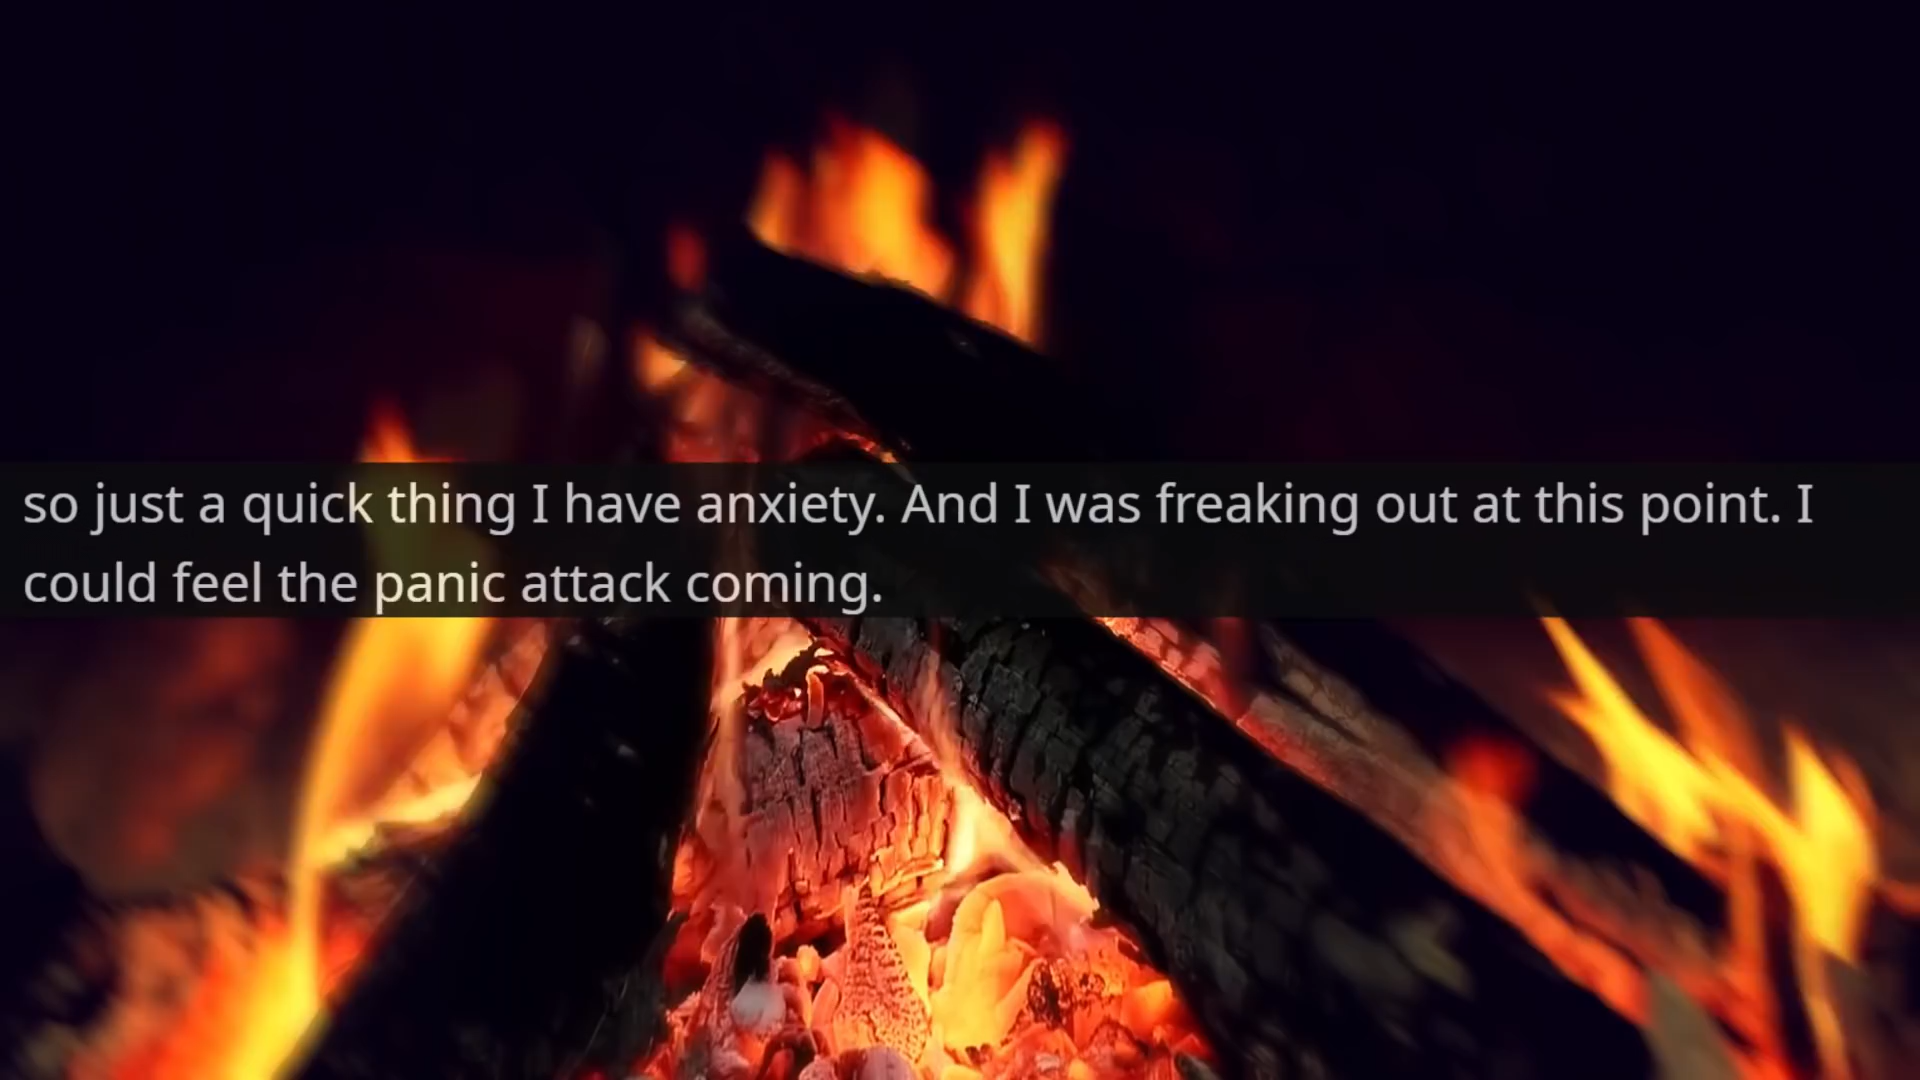 so just a quick thing I have anxiety. And I was freaking out at this point. I
could feel the panic attack coming.